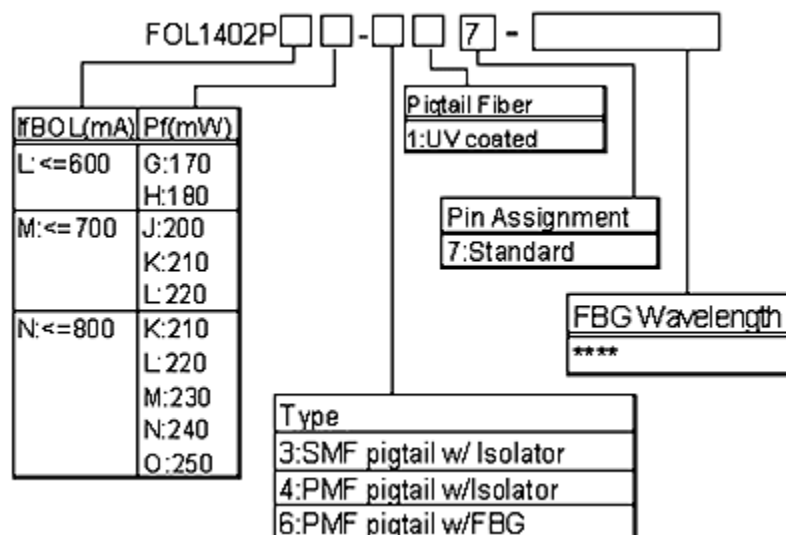 FOL1402P - 7 -
IfBOL(mA) Pf(mW)
L:<=600 G:170
H:180
M:<=700 J:200
K:210
L:220
N:<=800 K:210
L:220
M:230
N:240
O:250
Pigtail Fiber
1:UV coated
Pin Assignment
7:Standard
FBG Wavelength
****
Type
3:SMF pigtail w/ Isolator
4:PMF pigtail w/Isolator
6:PMF pigtail w/FBG